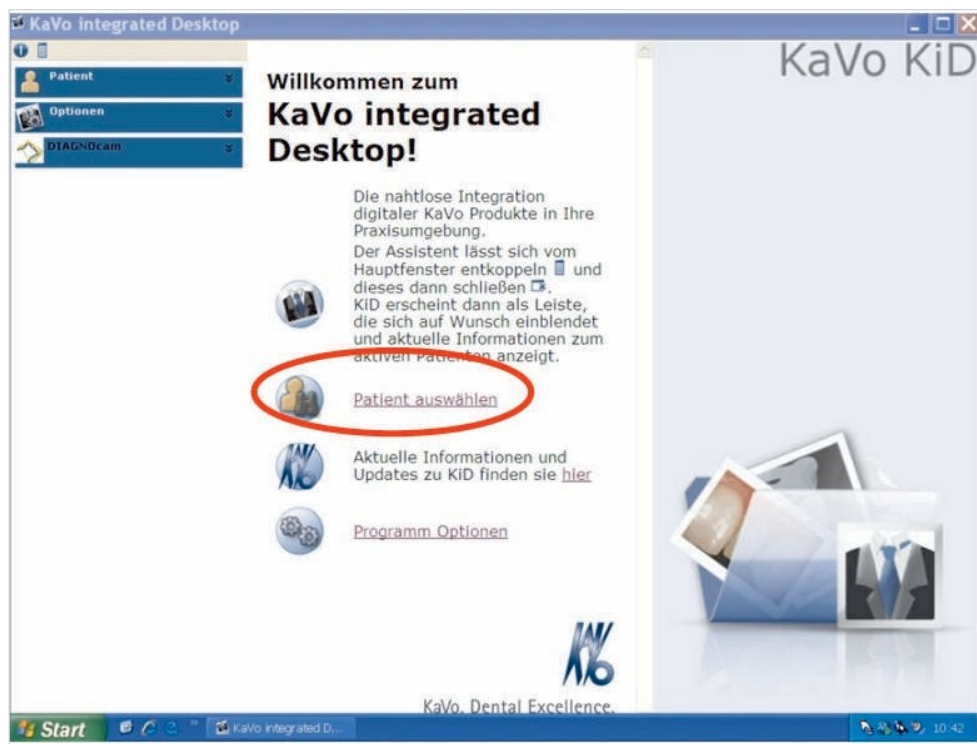 KaVo integrated Desktop
KaVo KiD
Patient
Optionen
DIAGNOcam
Willkommen zum
KaVo integrated
Desktop!
Die nahtlose Integration
digitaler KaVo Produkte in Ihre
Praxisumgebung.
Der Assistent lässt sich vom
Hauptfenster entkoppeln und
dieses dann schließen .
KiD erscheint dann als Leiste,
die sich auf Wunsch einblendet
und aktuelle Informationen zum
aktiven Patienten anzeigt.
Patient auswählen
Aktuelle Informationen und
Updates zu KiD finden sie hier
Programm Optionen
KaVo
KaVo. Dental Excellence.
Start
KaVo integrated D...
10:42